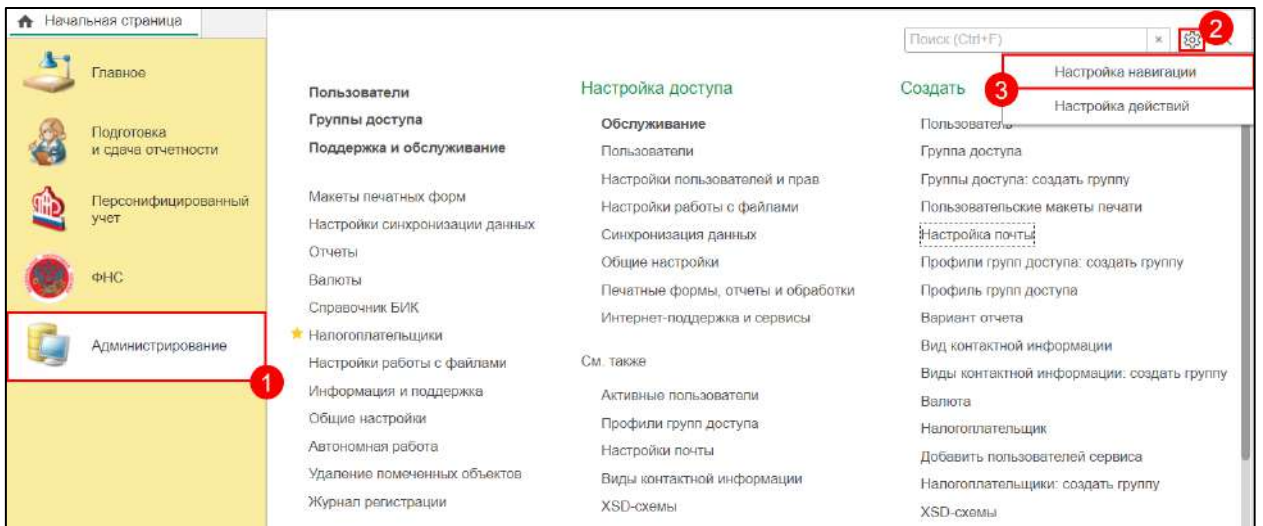 Начальная страница
Поиск (Ctrl+F)
×
2
Настройка навигации
3
Настройка действий
Главное
Подготовка
и сдача отчетности
Персонифицированный
учет
ФНС
Администрирование
1
Пользователи
Группы доступа
Поддержка и обслуживание
Макеты печатных форм
Настройки синхронизации данных
Отчеты
Валюты
Справочник БИК
Налогоплательщики
Настройки работы с файлами
Информация и поддержка
Общие настройки
Автономная работа
Удаление помеченных объектов
Журнал регистрации
Настройка доступа
Обслуживание
Пользователи
Настройки пользователей и прав
Настройки работы с файлами
Синхронизация данных
Общие настройки
Печатные формы, отчеты и обработки
Интернет-поддержка и сервисы
См. также
Активные пользователи
Профили групп доступа
Настройки почты
Виды контактной информации
XSD-схемы
Создать
Пользователь
Группа доступа
Группы доступа: создать группу
Пользовательские макеты печати
Настройка почты
Профили групп доступа: создать группу
Профиль групп доступа
Вариант отчета
Вид контактной информации
Виды контактной информации: создать группу
Валюта
Налогоплательщик
Добавить пользователей сервиса
Налогоплательщики: создать группу
XSD-схемы